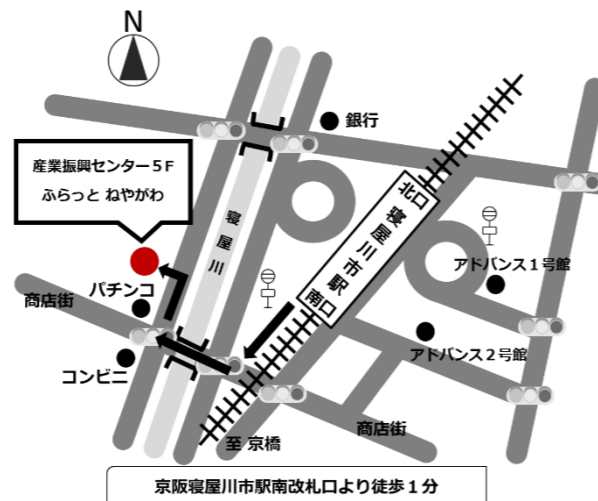 N
銀行
産業振興センター５Ｆ
ふらっと ねやがわ
北口
寝屋川市駅
南口
寝屋川
アドバンス１号館
パチンコ
商店街
アドバンス２号館
コンビニ
商店街
至 京橋
京阪寝屋川市駅南改札口より徒歩１分